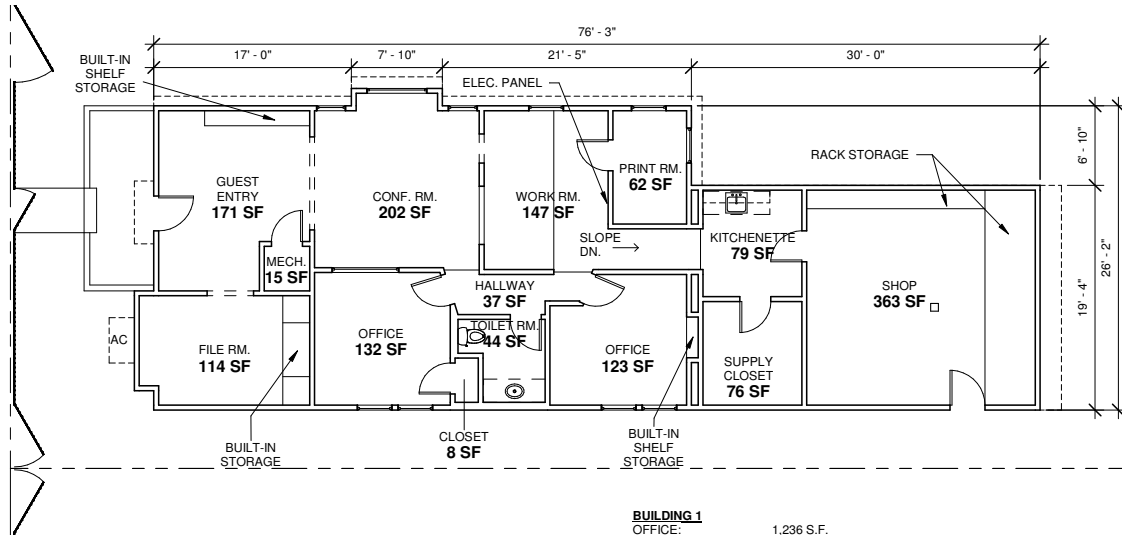 76' - 3"
17' - 0"
7' - 10"
21' - 5"
30' - 0"
BUILT-IN
SHELF
STORAGE
ELEC. PANEL
6' - 10"
19' - 4"
26' - 2"
RACK STORAGE
GUEST
ENTRY
171 SF
CONF. RM.
202 SF
WORK RM.
147 SF
PRINT RM.
62 SF
SLOPE
DN.
KITCHENETTE
79 SF
MECH.
15 SF
SHOP
363 SF
HALLWAY
37 SF
TOILET RM.
44 SF
AC
FILE RM.
114 SF
OFFICE
132 SF
OFFICE
123 SF
SUPPLY
CLOSET
76 SF
BUILT-IN
STORAGE
CLOSET
8 SF
BUILT-IN
SHELF
STORAGE
BUILDING 1
OFFICE: 1,236 S.F.